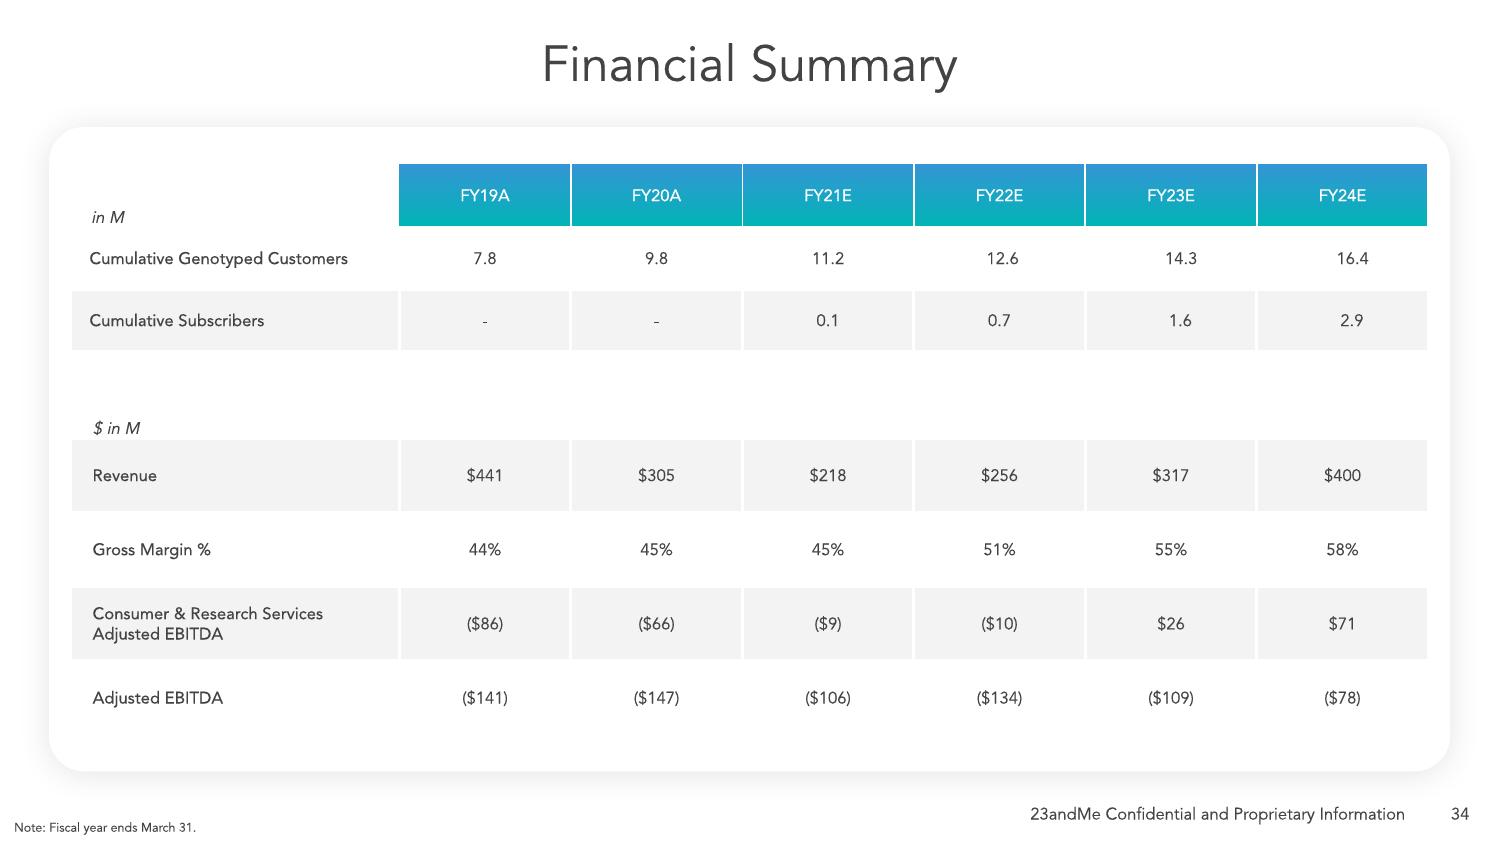 Financial Summary
in M
FY19A FY20A FY21E FY22E FY23E FY24E
Cumulative Genotyped Customers 7.8 9.8 11.2 12.6 14.3 16.4
Cumulative Subscribers - - 0.1 0.7 1.6 2.9
$ in M
Revenue $441 $305 $218 $256 $317 $400
Gross Margin % 44% 45% 45% 51% 55% 58%
Consumer & Research Services
Adjusted EBITDA ($86) ($66) ($9) ($10) $26 $71
Adjusted EBITDA ($141) ($147) ($106) ($134) ($109) ($78)
23andMe Confidential and Proprietary Information 34
Note: Fiscal year ends March 31.